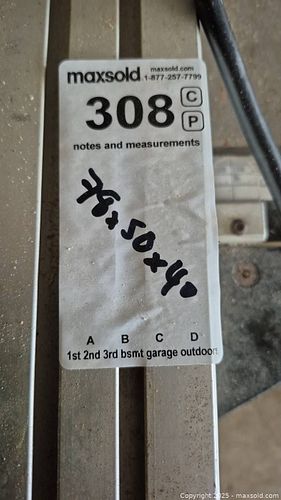 maxsold maxsold.com
1-877-257-7799
308 C
P
notes and measurements
78x50x40
A B C D
1st 2nd 3rd bsmt garage outdoor
Copyright 2025 - maxsold.com